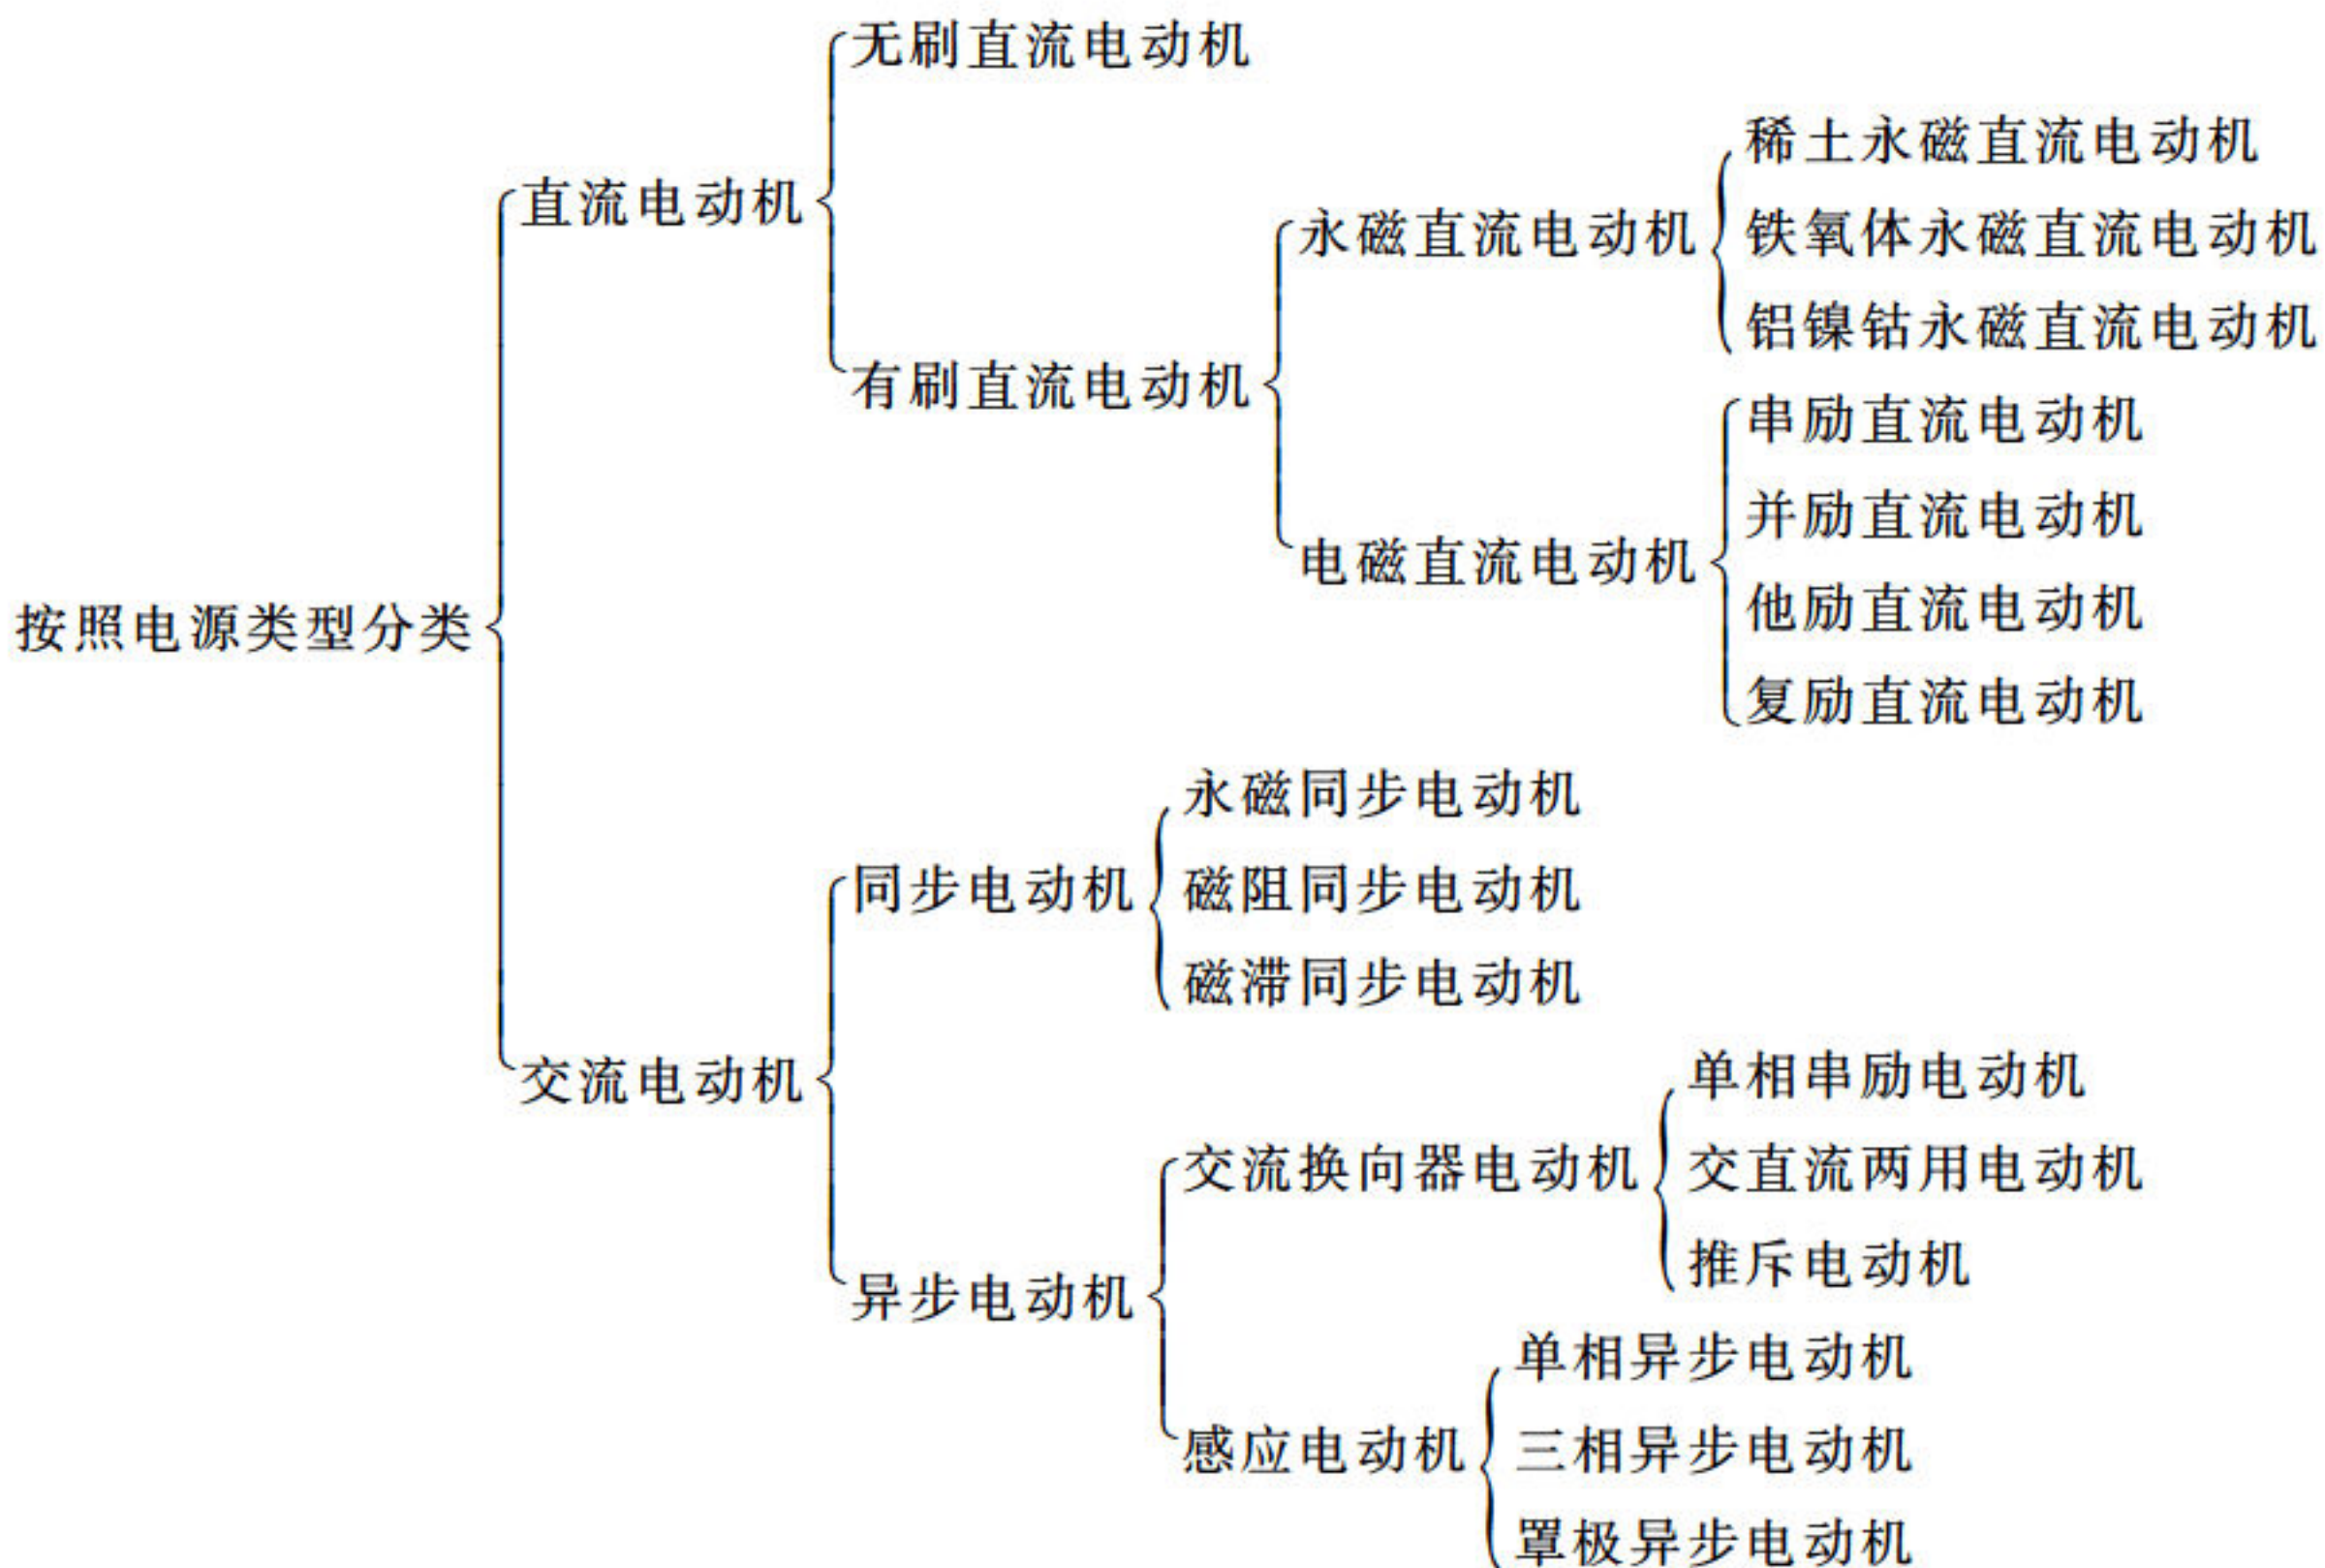 无刷直流电动机
稀土永磁直流电动机
直流电动机
永磁直流电动机
铁氧体永磁直流电动机
铝镍钴永磁直流电动机
有刷直流电动机
串励直流电动机
并励直流电动机
电磁直流电动机
他励直流电动机
按照电源类型分类
复励直流电动机
永磁同步电动机
同步电动机
磁阻同步电动机
磁滞同步电动机
交流电动机
单相串励电动机
交流换向器电动机
交直流两用电动机
推斥电动机
异步电动机
单相异步电动机
感应电动机
三相异步电动机
罩极异步电动机